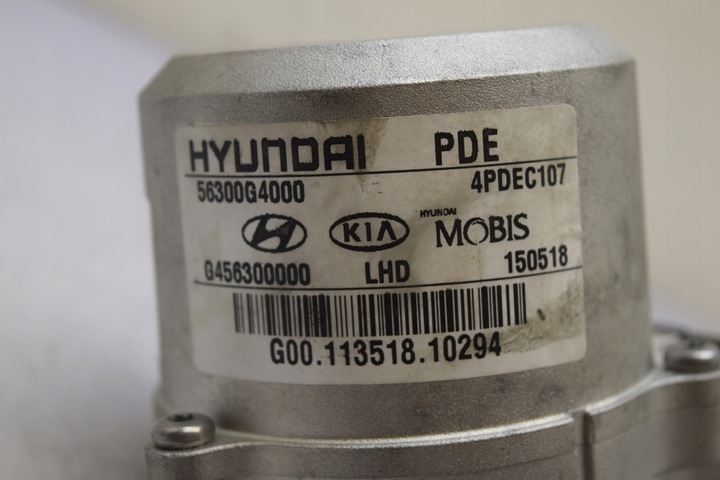 HYUNDAI PDE
56300G4000 4PDEC107
KIA HYUNDAI MOBIS
G456300000 LHD 150518
G00.113518.10294